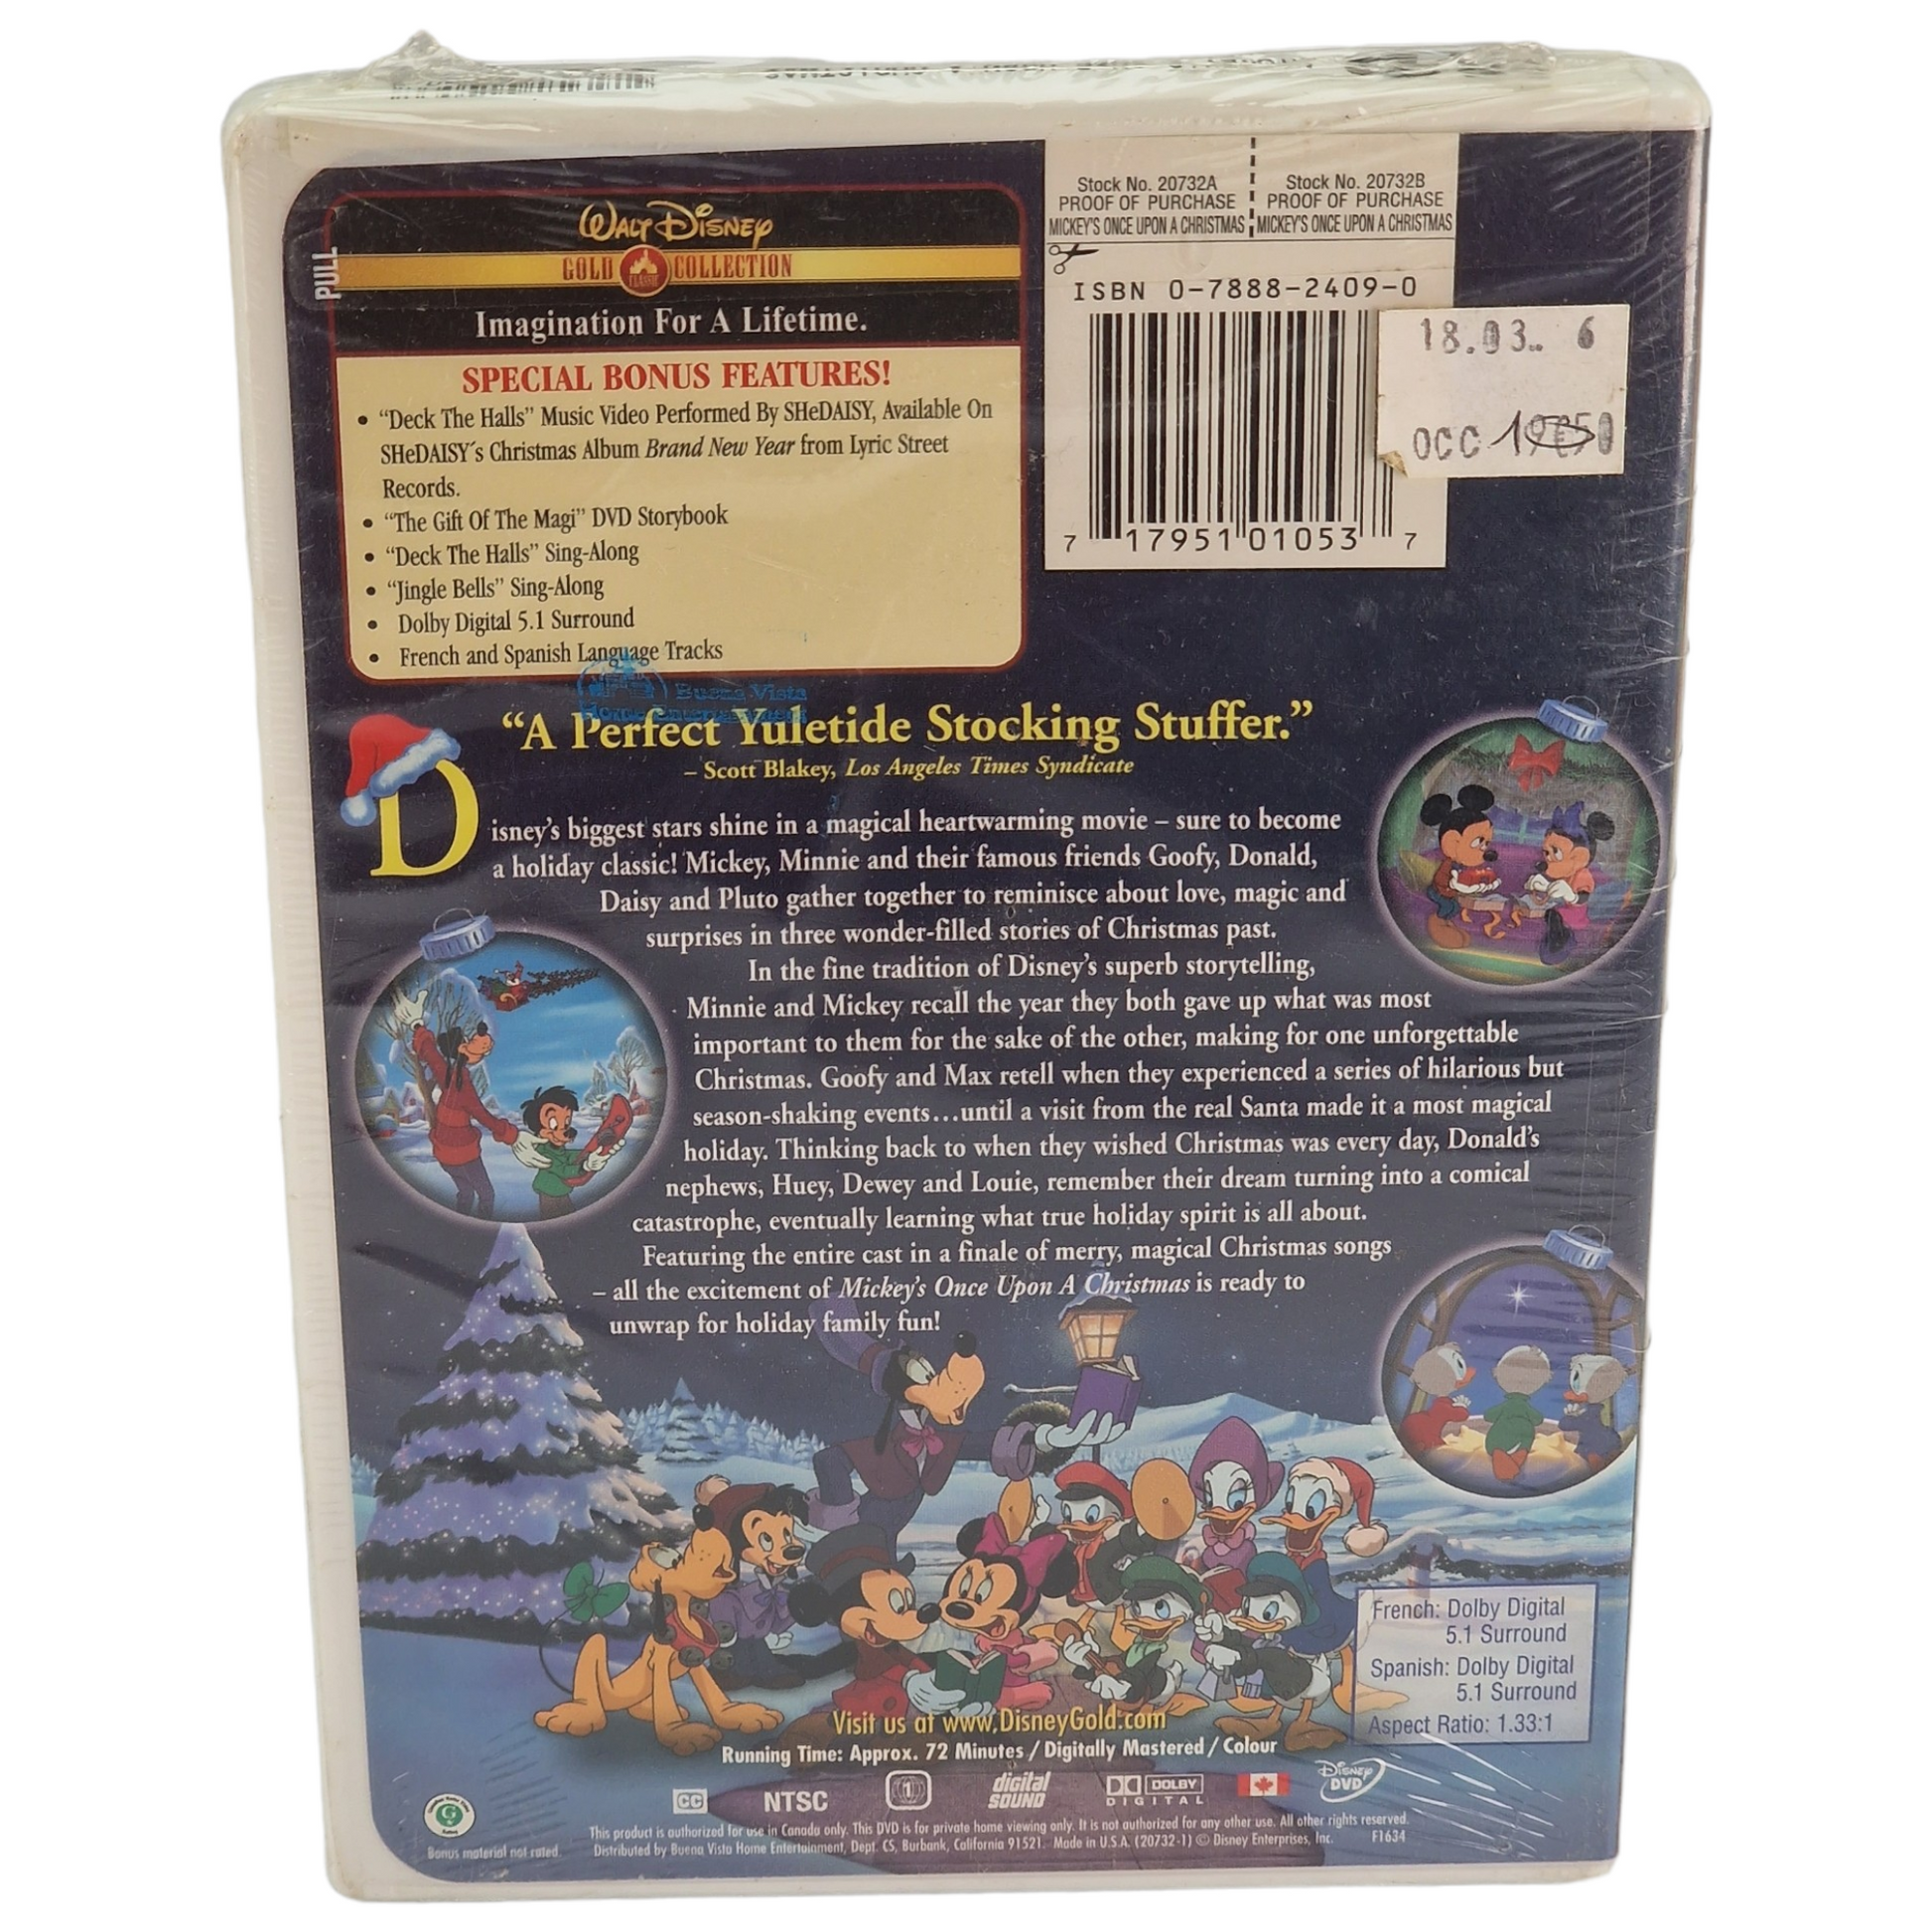 PULL
WALT DISNEY
GOLD CLASSIC COLLECTION
Imagination For A Lifetime.
SPECIAL BONUS FEATURES!
• “Deck The Halls” Music Video Performed By SHeDAISY, Available On
SHeDAISY´s Christmas Album Brand New Year from Lyric Street
Records.
• “The Gift Of The Magi” DVD Storybook
• “Deck The Halls” Sing-Along
• “Jingle Bells” Sing-Along
• Dolby Digital 5.1 Surround
• French and Spanish Language Tracks
Stock No. 20732A
PROOF OF PURCHASE
MICKEY'S ONCE UPON A CHRISTMAS
Stock No. 20732B
PROOF OF PURCHASE
MICKEY'S ONCE UPON A CHRISTMAS
ISBN 0-7888-2409-0
7 17951 01053 7
18.03.. 6
OCC
Buena Vista
Home Entertainment
“A Perfect Yuletide Stocking Stuffer.”
– Scott Blakey, Los Angeles Times Syndicate
Disney’s biggest stars shine in a magical heartwarming movie – sure to become
a holiday classic! Mickey, Minnie and their famous friends Goofy, Donald,
Daisy and Pluto gather together to reminisce about love, magic and
surprises in three wonder-filled stories of Christmas past.
In the fine tradition of Disney’s superb storytelling,
Minnie and Mickey recall the year they both gave up what was most
important to them for the sake of the other, making for one unforgettable
Christmas. Goofy and Max retell when they experienced a series of hilarious but
season-shaking events…until a visit from the real Santa made it a most magical
holiday. Thinking back to when they wished Christmas was every day, Donald’s
nephews, Huey, Dewey and Louie, remember their dream turning into a comical
catastrophe, eventually learning what true holiday spirit is all about.
Featuring the entire cast in a finale of merry, magical Christmas songs
– all the excitement of Mickey’s Once Upon A Christmas is ready to
unwrap for holiday family fun!
French: Dolby Digital
5.1 Surround
Spanish: Dolby Digital
5.1 Surround
Aspect Ratio: 1.33:1
Visit us at www.DisneyGold.com
Running Time: Approx. 72 Minutes / Digitally Mastered / Colour
G
CC
NTSC
1
digital
SOUND
DOLBY
DIGITAL
DISNEY
DVD
Bonus material not rated.
This product is authorized for use in Canada only. This DVD is for private home viewing only. It is not authorized for any other use. All other rights reserved.
Distributed by Buena Vista Home Entertainment, Dept. CS, Burbank, California 91521. Made in U.S.A. (20732-1) © Disney Enterprises, Inc. F1634